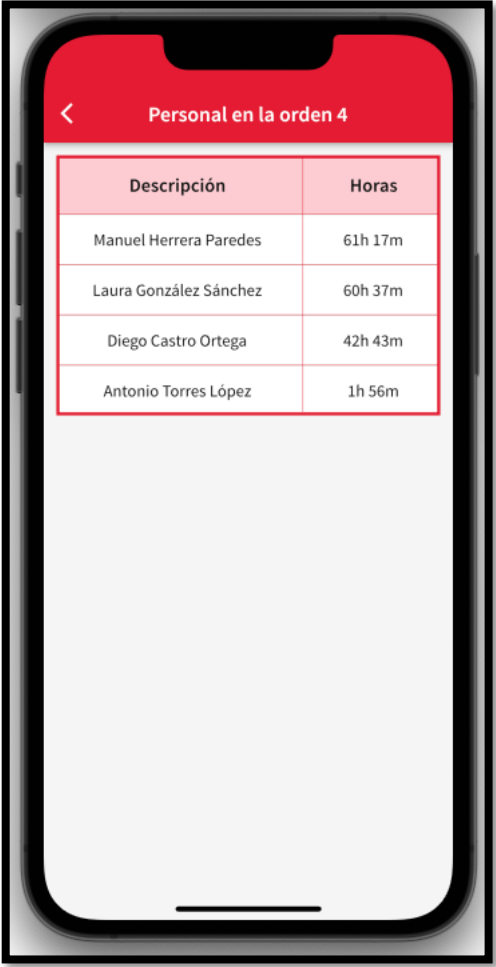 Personal en la orden 4
Descripción Horas
Manuel Herrera Paredes 61h 17m
Laura González Sánchez 60h 37m
Diego Castro Ortega 42h 43m
Antonio Torres López 1h 56m